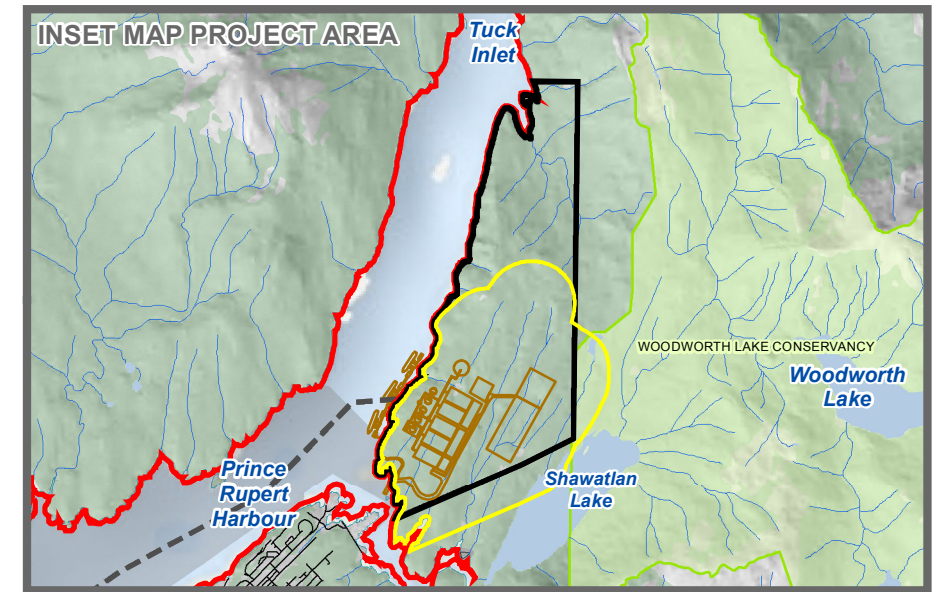 INSET MAP PROJECT AREA
Tuck
Inlet
WOODWORTH LAKE CONSERVANCY
Woodworth
Lake
Prince
Rupert
Harbour
Shawatlan
Lake